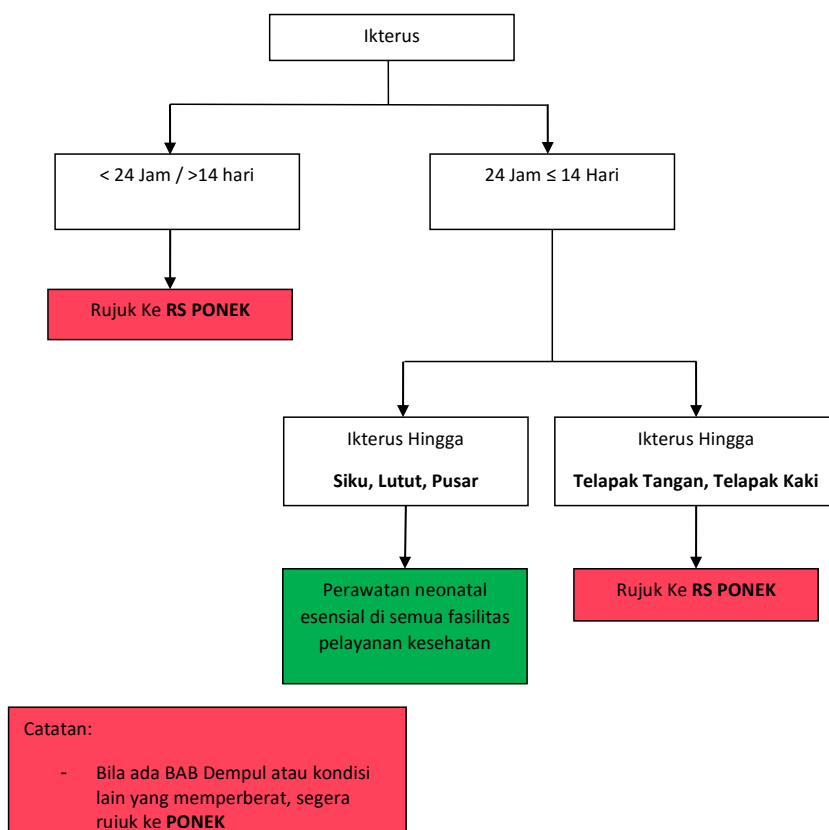 Ikterus
< 24 Jam / >14 hari
24 Jam ≤ 14 Hari
Rujuk Ke RS PONEK
Ikterus Hingga
Siku, Lutut, Pusar
Ikterus Hingga
Telapak Tangan, Telapak Kaki
Perawatan neonatal
esensial di semua fasilitas
pelayanan kesehatan
Rujuk Ke RS PONEK
Catatan:
- Bila ada BAB Dempul atau kondisi
lain yang memperberat, segera
rujuk ke PONEK